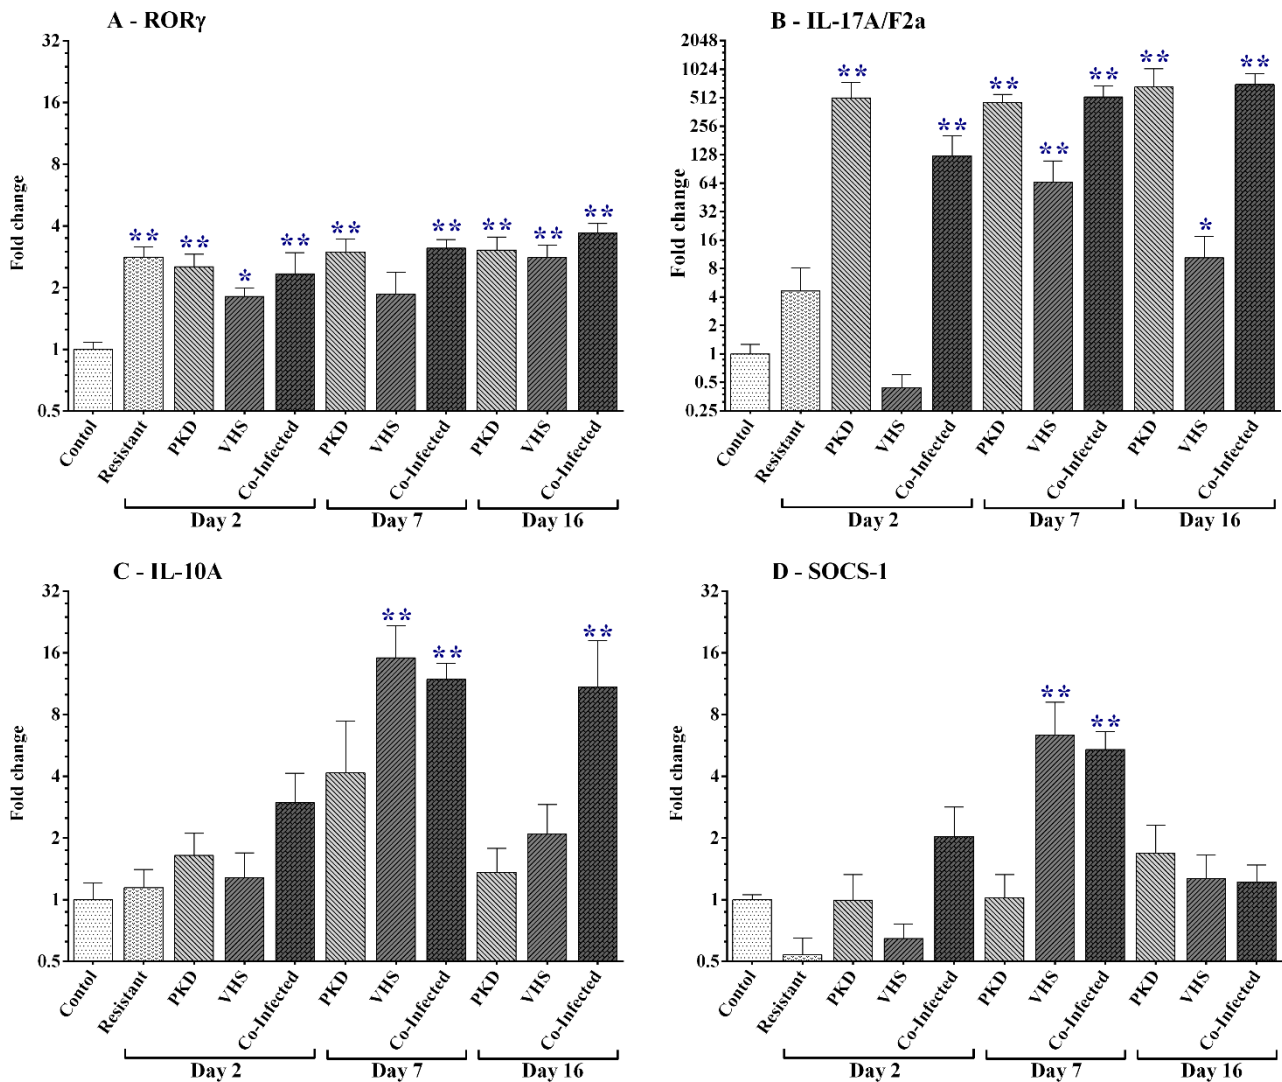 A - RORγ
32
16
8
4
2
1
0.5
Fold change
** ** * ** ** ** ** ** **
Contol
Resistant
PKD
VHS
Co-Infected
PKD
VHS
Co-Infected
PKD
VHS
Co-Infected
Day 2
Day 7
Day 16
B - IL-17A/F2a
2048
1024
512
256
128
64
32
16
8
4
2
1
0.5
0.25
Fold change
** ** ** ** ** ** * **
Control
Resistant
PKD
VHS
Co-Infected
PKD
VHS
Co-Infected
PKD
VHS
Co-Infected
Day 2
Day 7
Day 16
C - IL-10A
32
16
8
4
2
1
0.5
Fold change
** ** **
Control
Resistant
PKD
VHS
Co-Infected
PKD
VHS
Co-Infected
PKD
VHS
Co-Infected
Day 2
Day 7
Day 16
D - SOCS-1
32
16
8
4
2
1
0.5
Fold change
** **
Control
Resistant
PKD
VHS
Co-Infected
PKD
VHS
Co-Infected
PKD
VHS
Co-Infected
Day 2
Day 7
Day 16